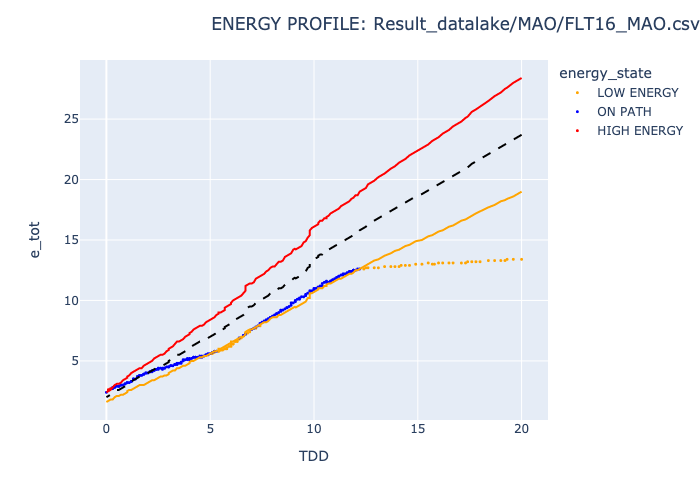 ENERGY PROFILE: Result_datalake/MAO/FLT16_MAO.csv
energy_state
LOW ENERGY
ON PATH
HIGH ENERGY
e_tot
25
20
15
10
5
0
5
10
15
20
TDD